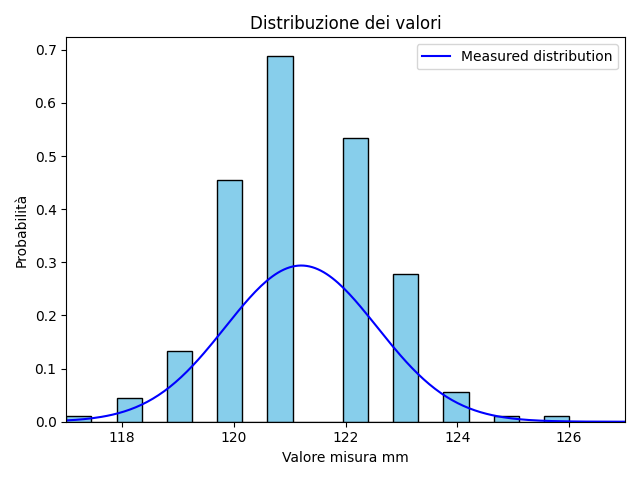 Distribuzione dei valori
Measured distribution
0.7
0.6
0.5
0.4
0.3
0.2
0.1
0.0
Probabilità
118 120 122 124 126
Valore misura mm